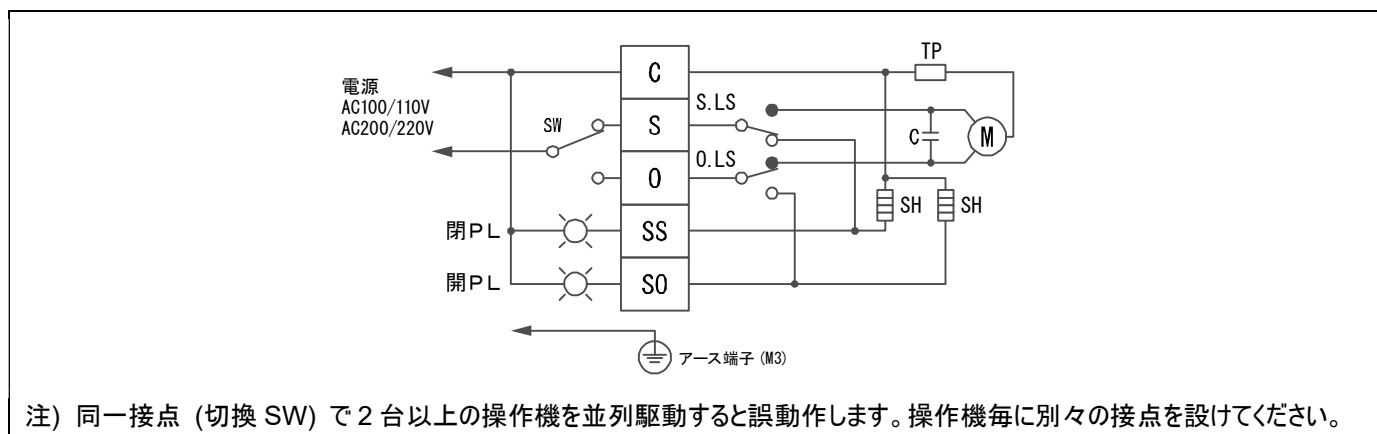 TP
C
電源
AC100/110V
AC200/220V
S.LS
SW
S
C
M
O.LS
O
SH
SH
閉PL
SS
開PL
SO
アース端子 (M3)
注) 同一接点 (切換 SW) で 2 台以上の操作機を並列駆動すると誤動作します。操作機毎に別々の接点を設けてください。